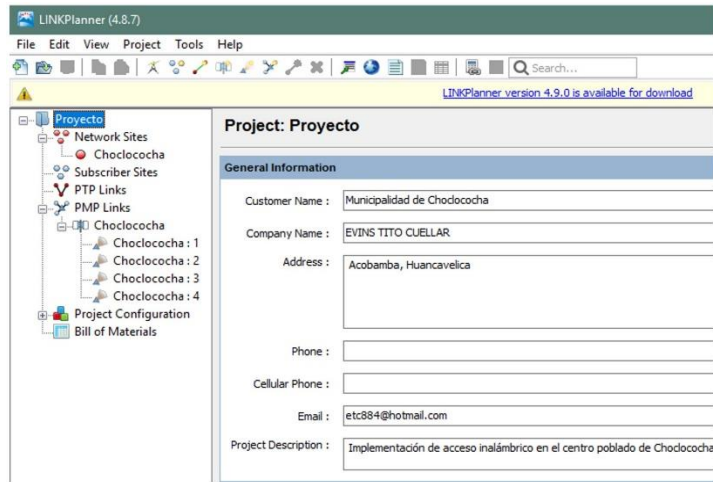 LINKPlanner (4.8.7)
File Edit View Project Tools Help
Search...
LINKPlanner version 4.9.0 is available for download
Proyecto
Network Sites
Choclococha
Subscriber Sites
PTP Links
PMP Links
Choclococha
Choclococha : 1
Choclococha : 2
Choclococha : 3
Choclococha : 4
Project Configuration
Bill of Materials
Project: Proyecto
General Information
Customer Name : Municipalidad de Choclococha
Company Name : EVINS TITO CUELLAR
Address : Acobamba, Huancavelica
Phone :
Cellular Phone :
Email : etc884@hotmail.com
Project Description : Implementación de acceso inalámbrico en el centro poblado de Choclococha